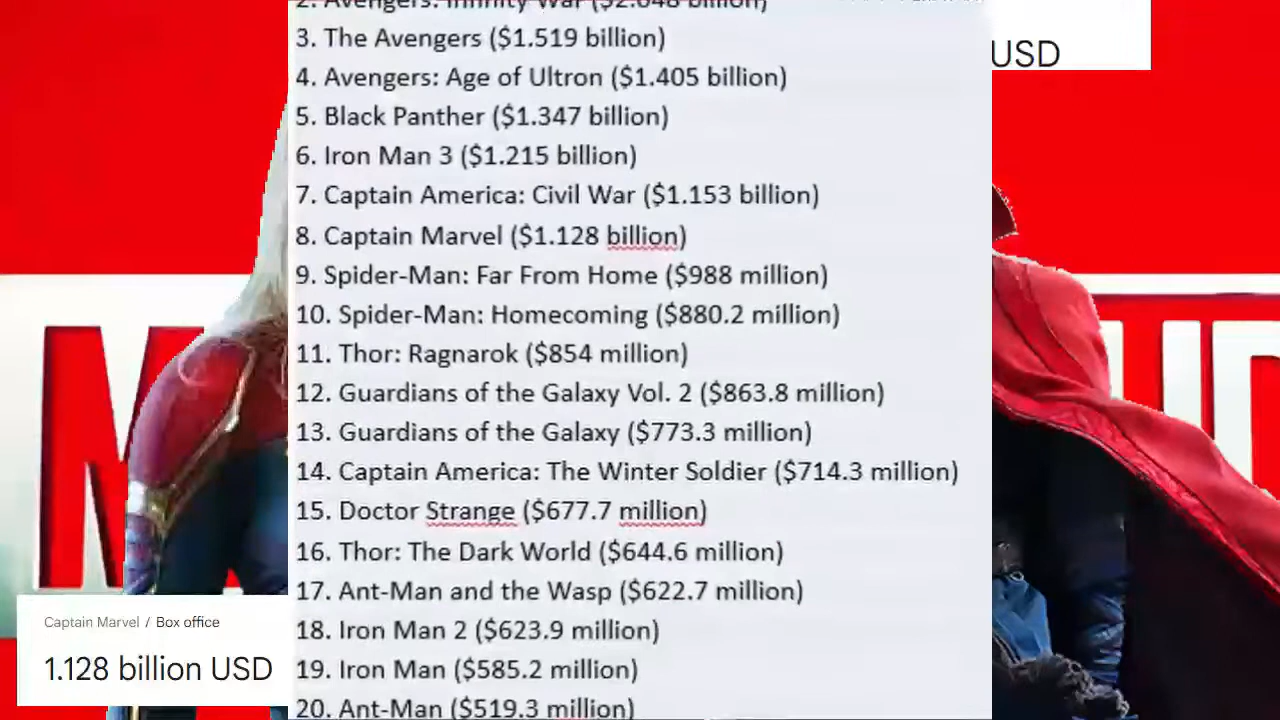 2. Avengers: Infinity War ($2.048 billion)
3. The Avengers ($1.519 billion)
4. Avengers: Age of Ultron ($1.405 billion)
5. Black Panther ($1.347 billion)
6. Iron Man 3 ($1.215 billion)
7. Captain America: Civil War ($1.153 billion)
8. Captain Marvel ($1.128 billion)
9. Spider-Man: Far From Home ($988 million)
10. Spider-Man: Homecoming ($880.2 million)
11. Thor: Ragnarok ($854 million)
12. Guardians of the Galaxy Vol. 2 ($863.8 million)
13. Guardians of the Galaxy ($773.3 million)
14. Captain America: The Winter Soldier ($714.3 million)
15. Doctor Strange ($677.7 million)
16. Thor: The Dark World ($644.6 million)
17. Ant-Man and the Wasp ($622.7 million)
18. Iron Man 2 ($623.9 million)
19. Iron Man ($585.2 million)
20. Ant-Man ($519.3 million)
USD
Captain Marvel / Box office
1.128 billion USD